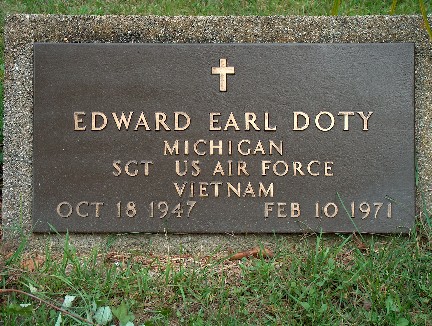 EDWARD EARL DOTY
MICHIGAN
SGT US AIR FORCE
VIETNAM
OCT 18 1947 FEB 10 1971